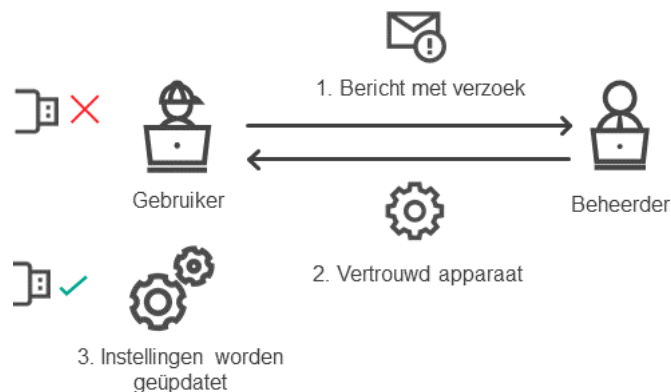 1. Bericht met verzoek
Gebruiker
Beheerder
2. Vertrouwd apparaat
3. Instellingen worden
geüpdatet